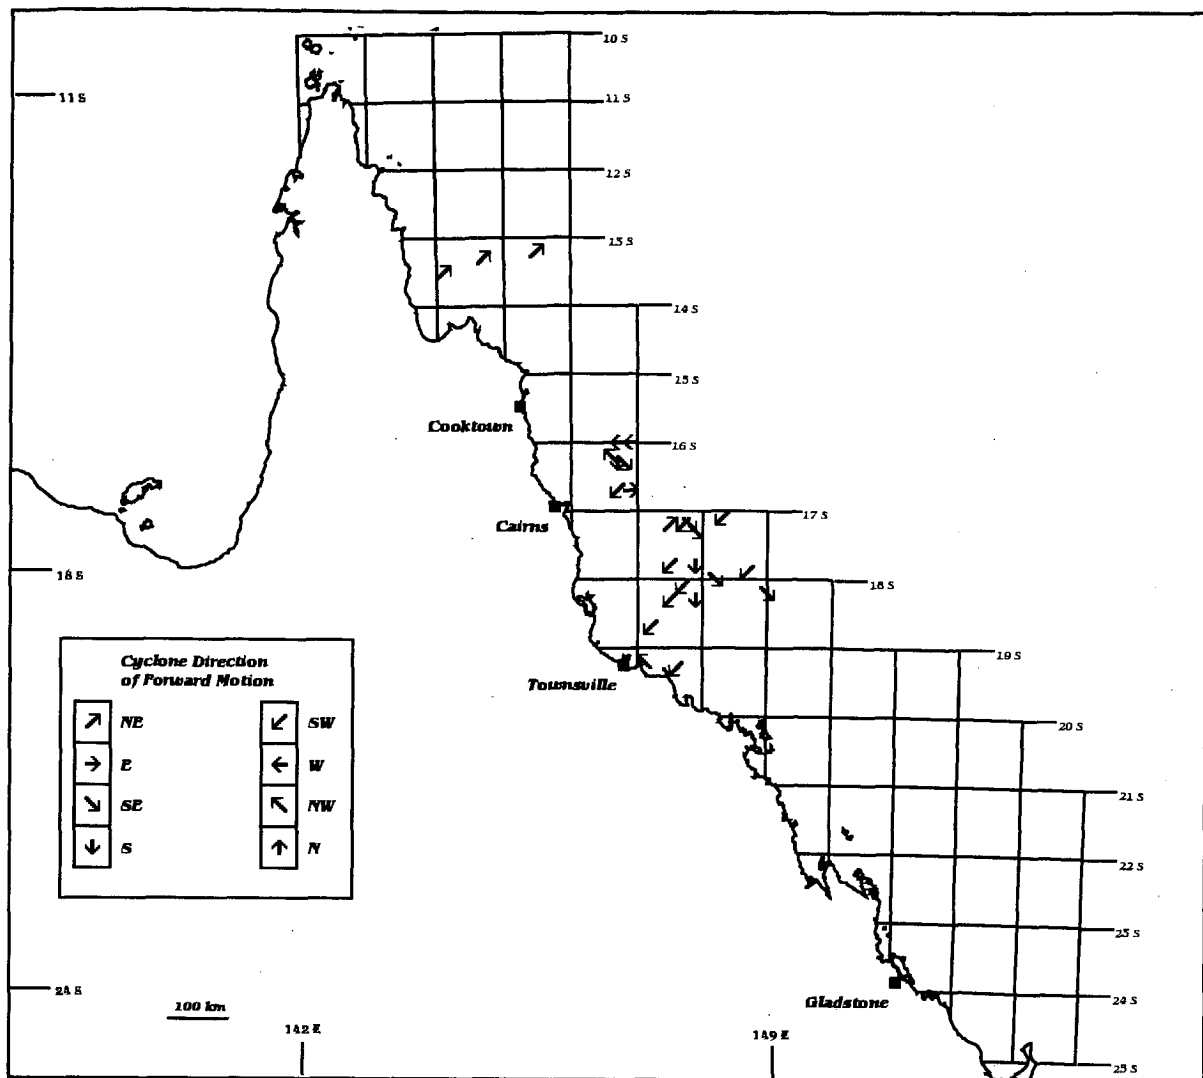 10 S
11 S
11 S
12 S
13 S
14 S
15 S
Cooktown
16 S
Cairns
17 S
18 S
18 S
Cyclone Direction
of Forward Motion
19 S
Townsville
NE
SW
20 S
E
W
SE
NW
21 S
S
N
22 S
23 S
24 S
24 S
Gladstone
100 km
142 E
149 E
25 S